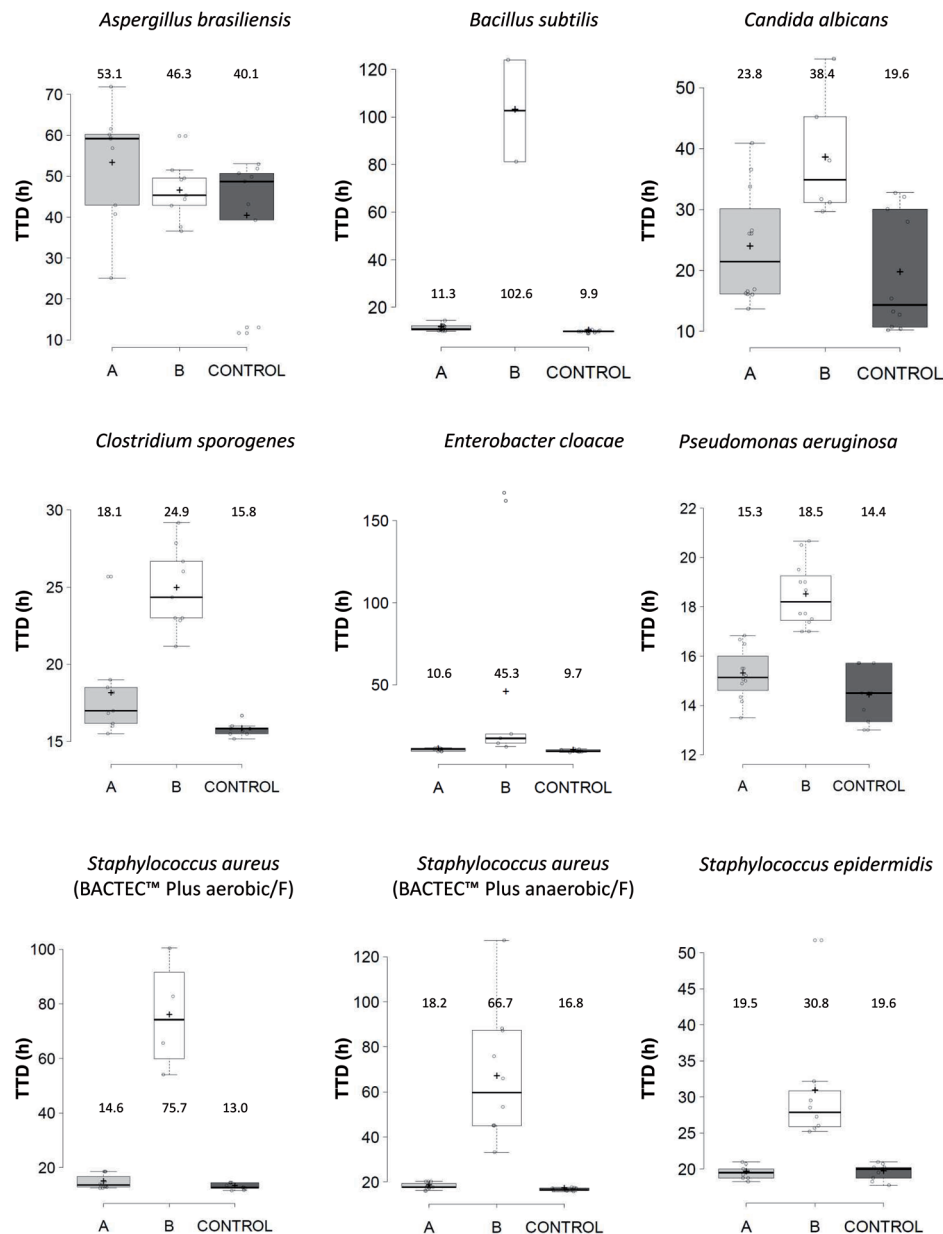 Aspergillus brasiliensis
Bacillus subtilis
Candida albicans
53.1 46.3 40.1
TTD (h)
70
60
50
40
30
20
10
A B CONTROL
120
100
80
60
40
20
TTD (h)
11.3 102.6 9.9
A B CONTROL
23.8 38.4 19.6
50
40
30
20
10
TTD (h)
A B CONTROL
Clostridium sporogenes
Enterobacter cloacae
Pseudomonas aeruginosa
18.1 24.9 15.8
30
25
20
15
TTD (h)
A B CONTROL
150
100
50
TTD (h)
10.6 45.3 9.7
A B CONTROL
15.3 18.5 14.4
22
20
18
16
14
12
TTD (h)
A B CONTROL
Staphylococcus aureus
(BACTEC™ Plus aerobic/F)
Staphylococcus aureus
(BACTEC™ Plus anaerobic/F)
Staphylococcus epidermidis
100
80
60
40
20
TTD (h)
14.6 75.7 13.0
A B CONTROL
120
100
80
60
40
20
TTD (h)
18.2 66.7 16.8
A B CONTROL
50
45
40
35
30
25
20
TTD (h)
19.5 30.8 19.6
A B CONTROL